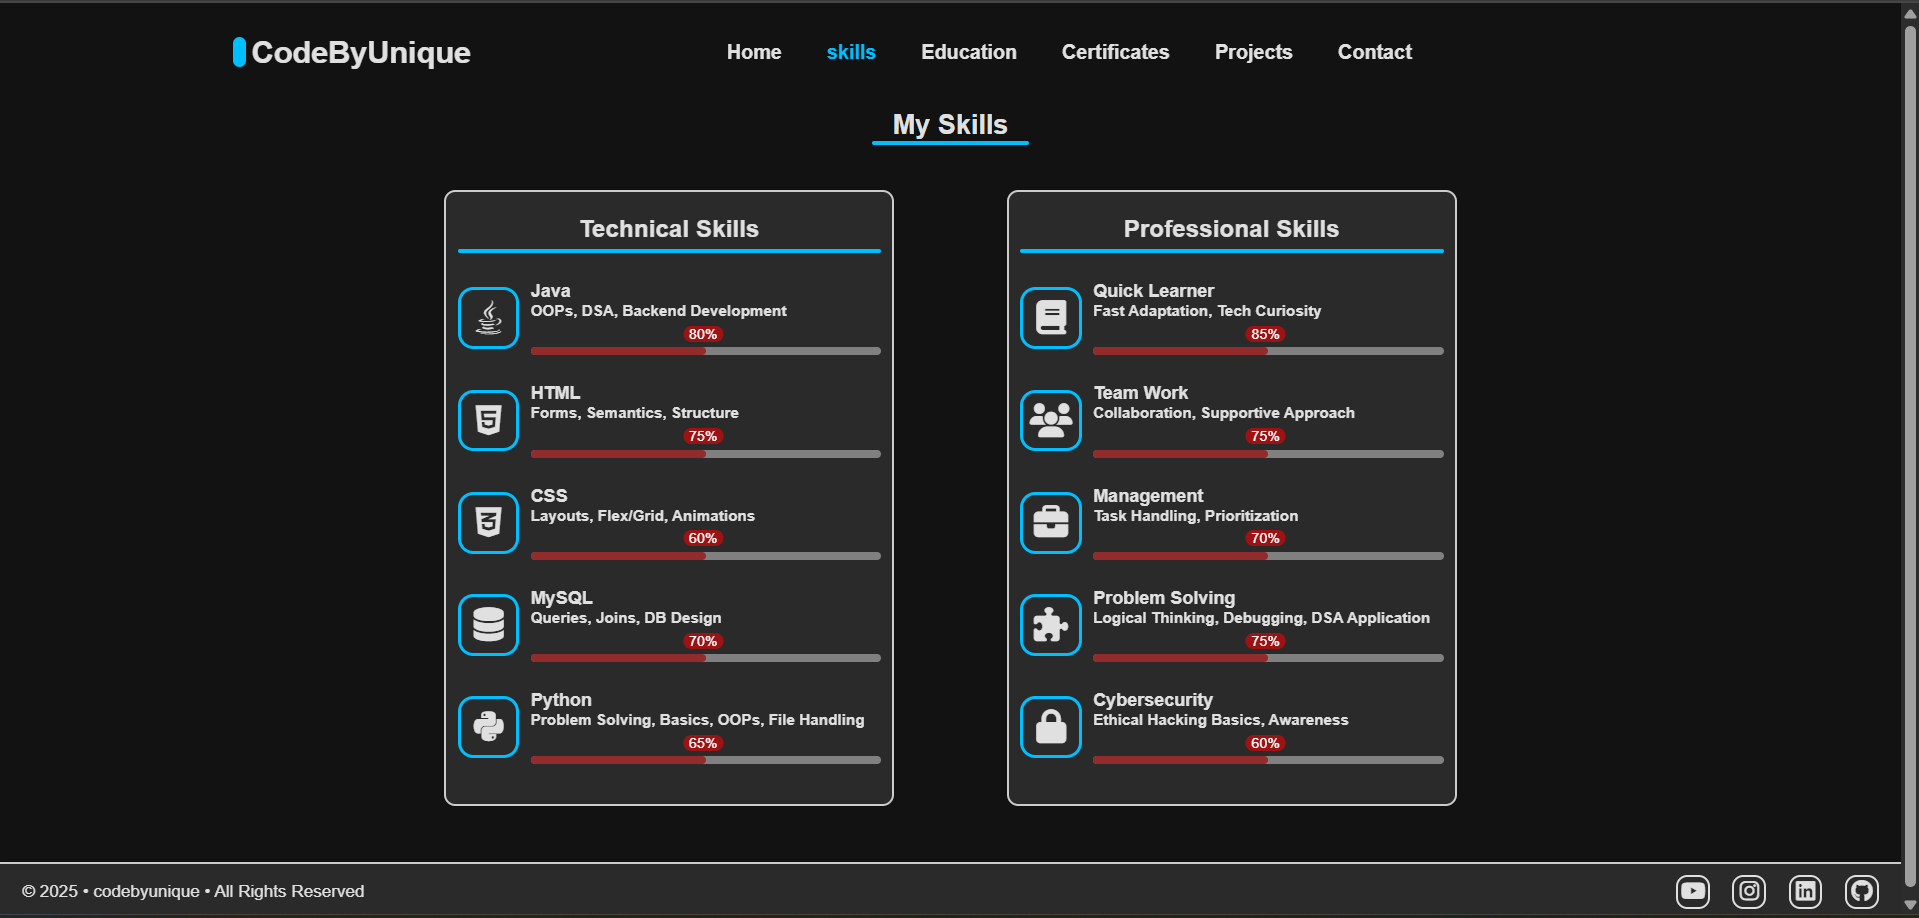 CodeByUnique
Home skills Education Certificates Projects Contact
My Skills
Technical Skills
Java
OOPs, DSA, Backend Development
80%
HTML
Forms, Semantics, Structure
75%
CSS
Layouts, Flex/Grid, Animations
60%
MySQL
Queries, Joins, DB Design
70%
Python
Problem Solving, Basics, OOPs, File Handling
65%
Professional Skills
Quick Learner
Fast Adaptation, Tech Curiosity
85%
Team Work
Collaboration, Supportive Approach
75%
Management
Task Handling, Prioritization
70%
Problem Solving
Logical Thinking, Debugging, DSA Application
75%
Cybersecurity
Ethical Hacking Basics, Awareness
60%
© 2025 • codebyunique • All Rights Reserved